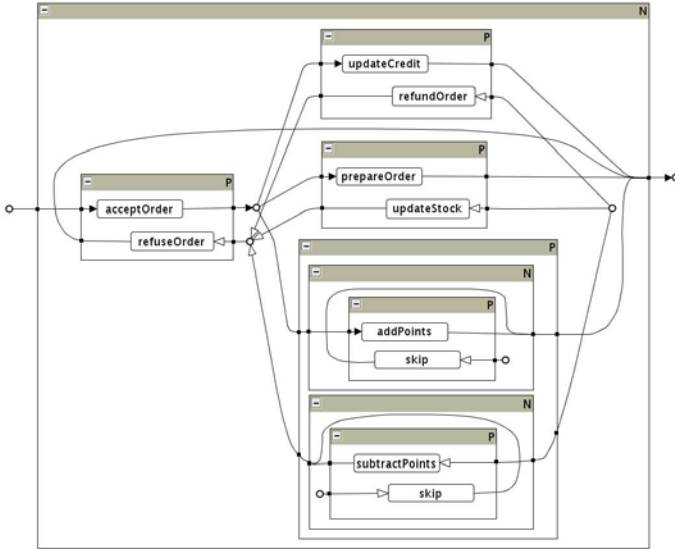 N
P
updateCredit
refundOrder
P
prepareOrder
updateStock
P
acceptOrder
refuseOrder
P
N
P
addPoints
skip
N
P
subtractPoints
skip